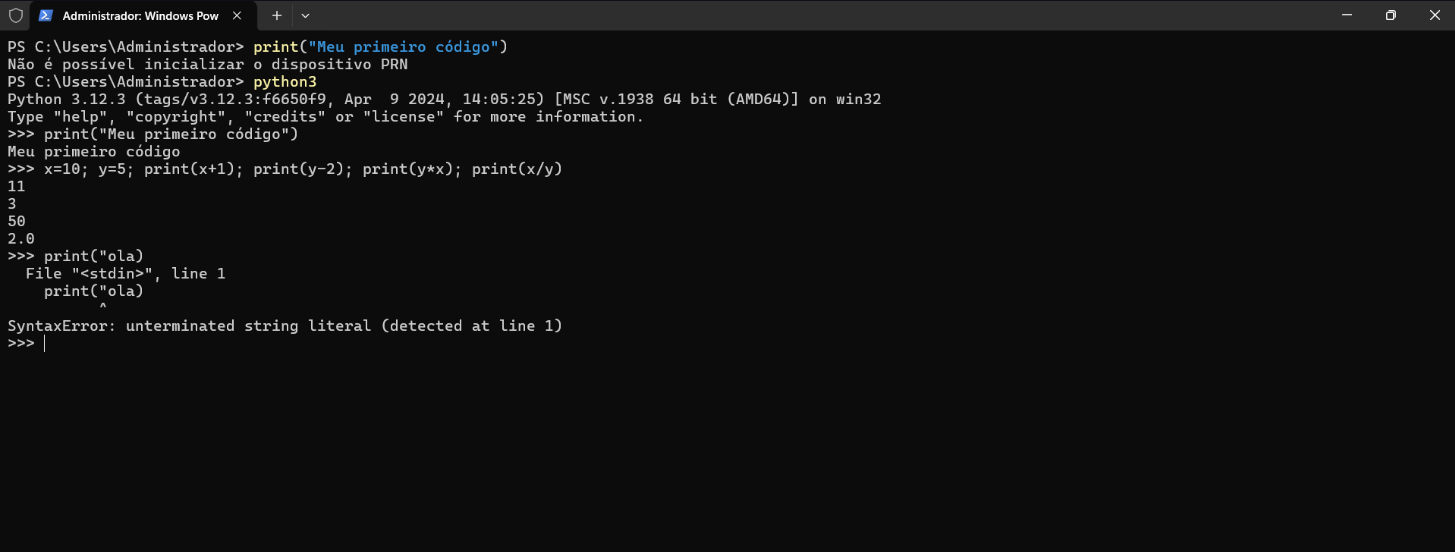 Administrador: Windows Pow
PS C:\Users\Administrador> print("Meu primeiro código")
Não é possível inicializar o dispositivo PRN
PS C:\Users\Administrador> python3
Python 3.12.3 (tags/v3.12.3:f6650f9, Apr  9 2024, 14:05:25) [MSC v.1938 64 bit (AMD64)] on win32
Type "help", "copyright", "credits" or "license" for more information.
>>> print("Meu primeiro código")
Meu primeiro código
>>> x=10; y=5; print(x+1); print(y-2); print(y*x); print(x/y)
11
3
50
2.0
>>> print("ola)
  File "<stdin>", line 1
    print("ola)
          ^
SyntaxError: unterminated string literal (detected at line 1)
>>>